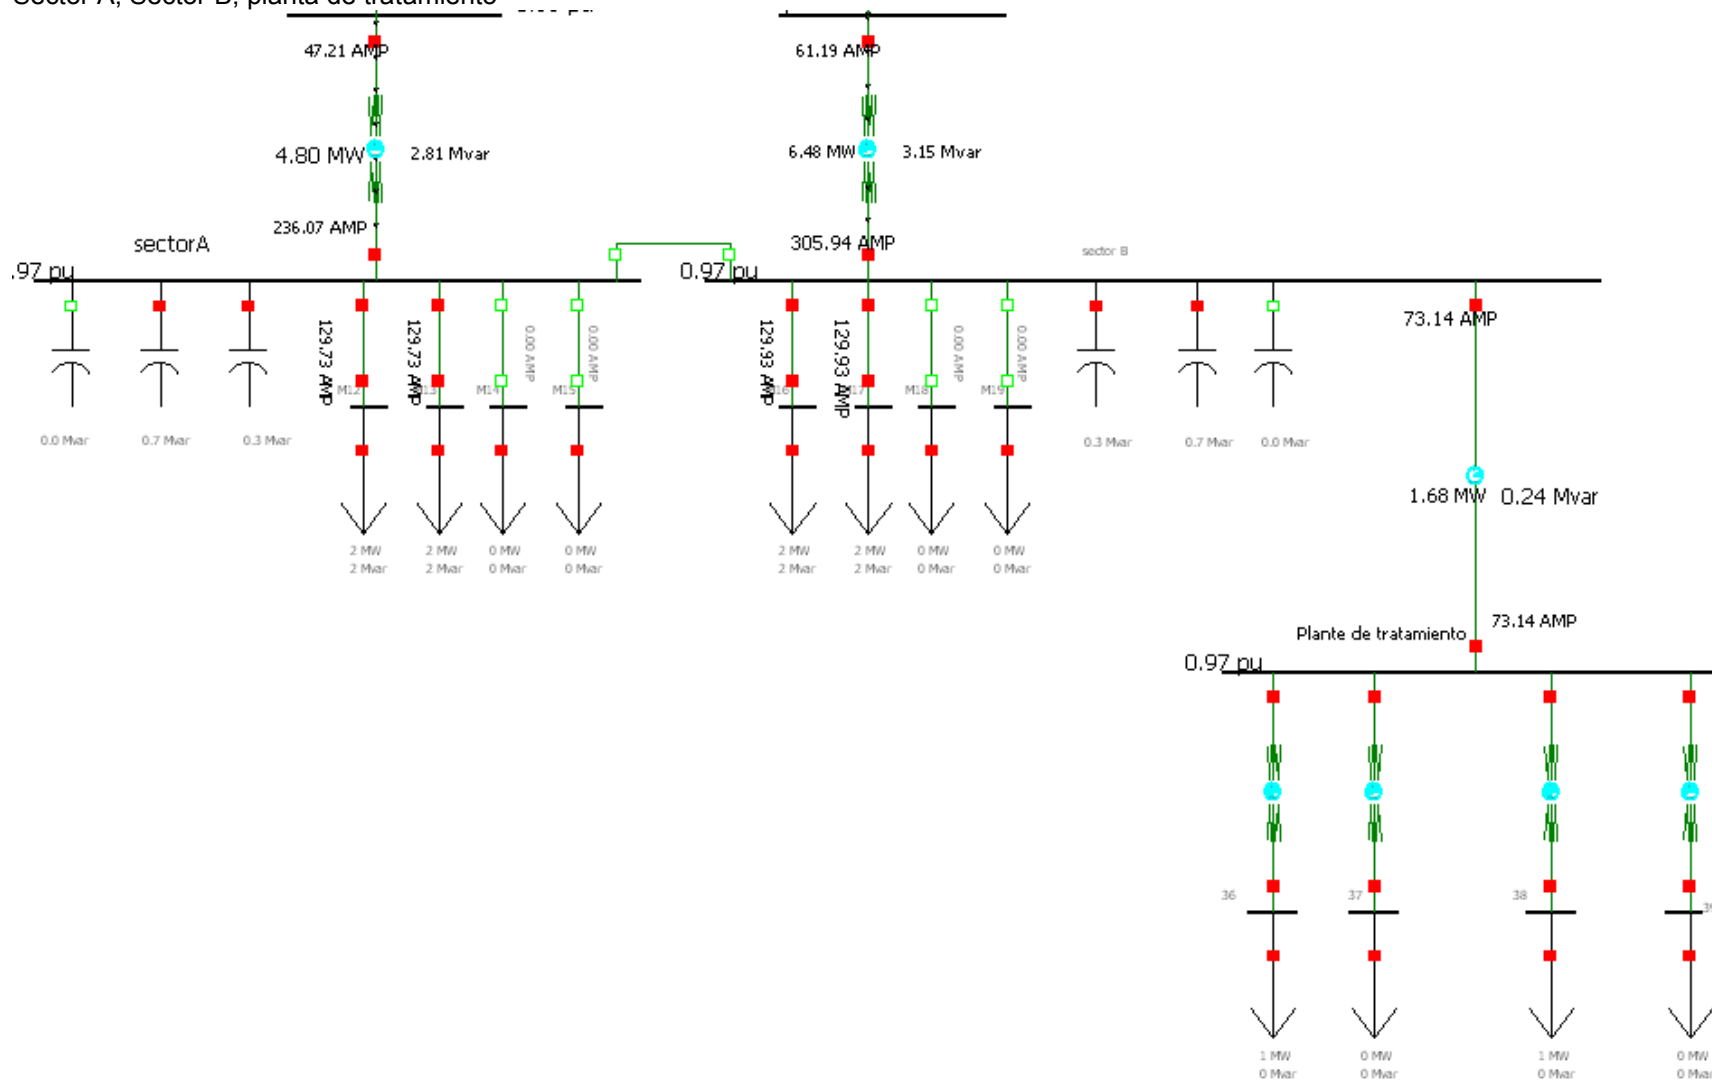 Sector A, Sector B, planta de tratamiento
47.21 AMP
61.19 AMP
4.80 MW
2.81 Mvar
6.48 MW
3.15 Mvar
236.07 AMP
305.94 AMP
sectorA
sector B
.97 pu
0.97 pu
129.73 AMP
129.73 AMP
0.00 AMP
0.00 AMP
129.93 AMP
129.93 AMP
0.00 AMP
0.00 AMP
73.14 AMP
M12
M14
M15
M18
M19
0.0 Mvar
0.7 Mvar
0.3 Mvar
0.3 Mvar
0.7 Mvar
0.0 Mvar
1.68 MW
0.24 Mvar
2 MW
2 MW
0 MW
0 MW
2 MW
2 MW
0 MW
0 MW
2 Mvar
2 Mvar
0 Mvar
0 Mvar
2 Mvar
2 Mvar
0 Mvar
0 Mvar
73.14 AMP
Plante de tratamiento
0.97 pu
36
37
38
1 MW
0 MW
1 MW
0 MW
0 Mvar
0 Mvar
0 Mvar
0 Mvar